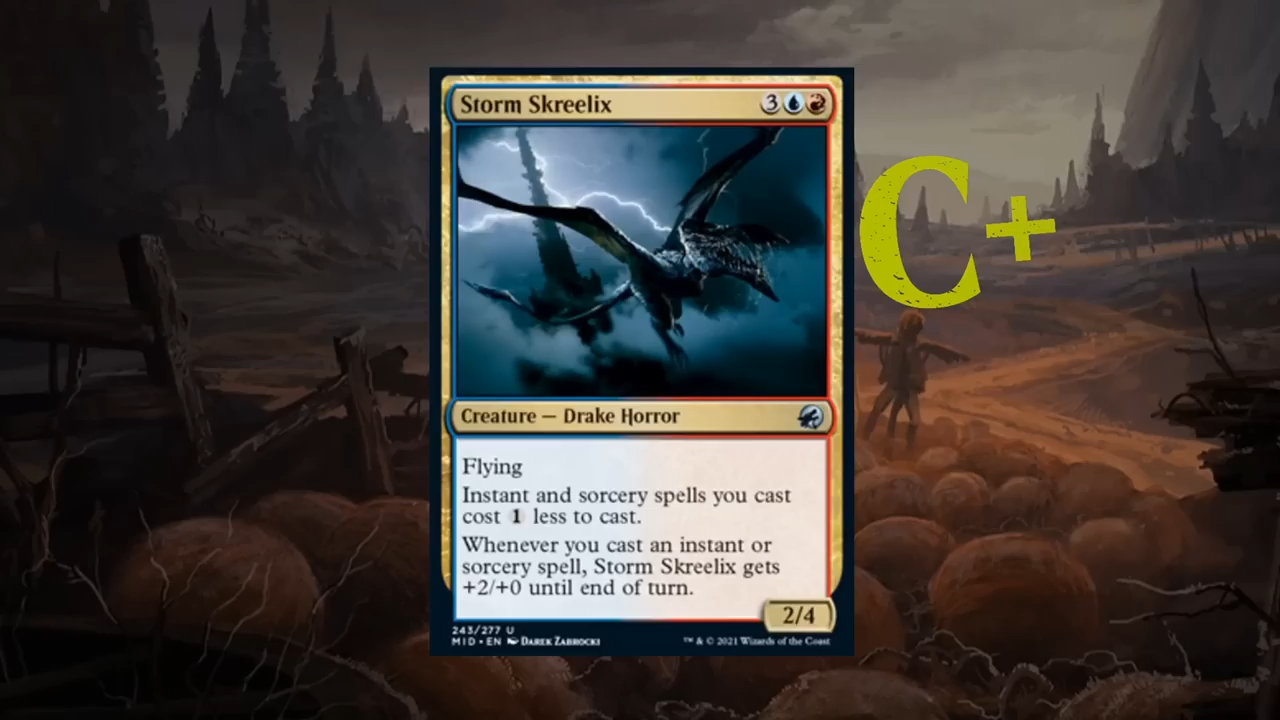 Storm Skreelix 3
C+
Creature — Drake Horror
Flying
Instant and sorcery spells you cast
cost 1 less to cast.
Whenever you cast an instant or
sorcery spell, Storm Skreelix gets
+2/+0 until end of turn.
2/4
243/277 U
MID • EN DAREK ZABROCKI
™ & © 2021 Wizards of the Coast